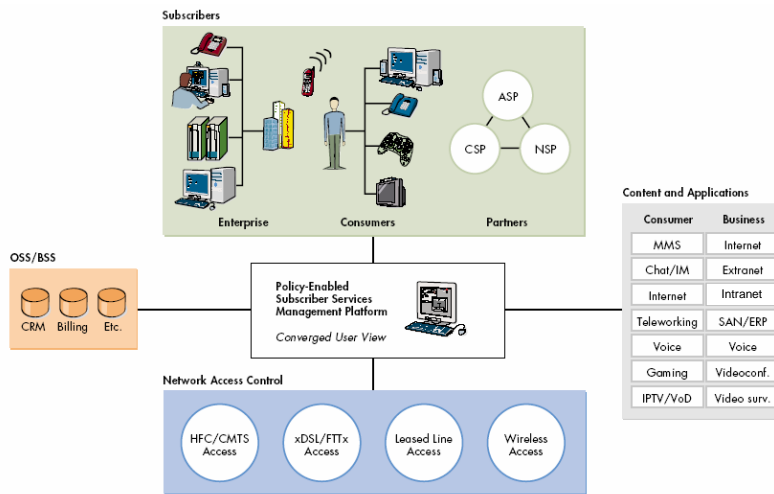 Subscribers
ASP
CSP
NSP
Enterprise
Consumers
Partners
Content and Applications
Consumer
Business
MMS
Internet
Chat/IM
Extranet
Internet
Intranet
Teleworking
SAN/ERP
Voice
Voice
Gaming
Videoconf.
IPTV/VoD
Video surv.
OSS/BSS
CRM
Billing
Etc.
Policy-Enabled
Subscriber Services
Management Platform
Converged User View
Network Access Control
HFC/CMTS
Access
xDSL/FTTx
Access
Leased Line
Access
Wireless
Access